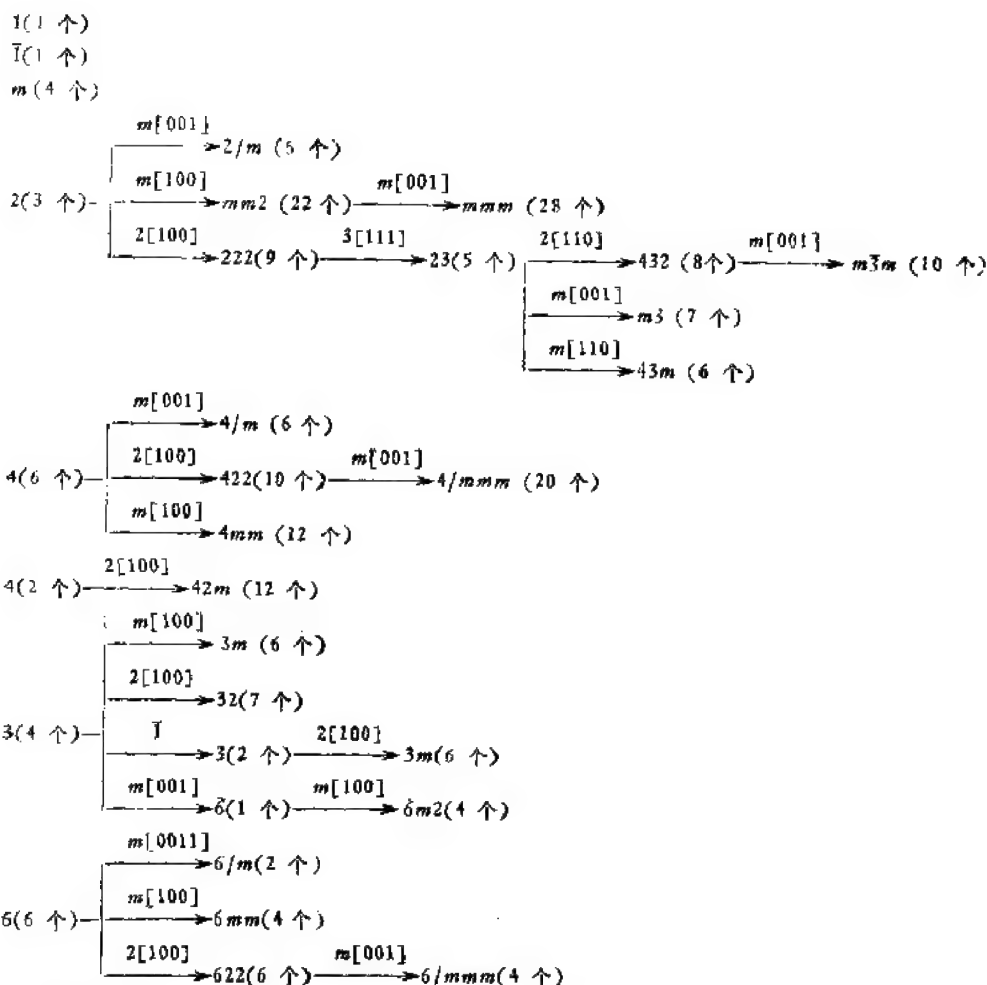 1(1 个)
1̄(1 个)
m(4 个)
m[001]
2/m (6 个)
m[100] m[001]
2(3 个) mm2 (22 个) mmm (28 个)
2[100] 3[111] 2[110] m[001]
222(9 个) 23(5 个) 432 (8个) m3̄m (10 个)
m[001]
m3 (7 个)
m[110]
43m (6 个)
m[001]
4/m (6 个)
2[100] m[001]
4(6 个) 422(10 个) 4/mmm (20 个)
m[100]
4mm (12 个)
2[100]
4(2 个) 42m (12 个)
m[100]
3m (6 个)
2[100]
32(7 个)
1̄ 2[100]
3(4 个) 3(2 个) 3m(6 个)
m[001] m[100]
6̄(1 个) 6̄m2(4 个)
m[0011]
6/m(2 个)
m[100]
6(6 个) 6mm(4 个)
2[100] m[001]
622(6 个) 6/mmm(4 个)